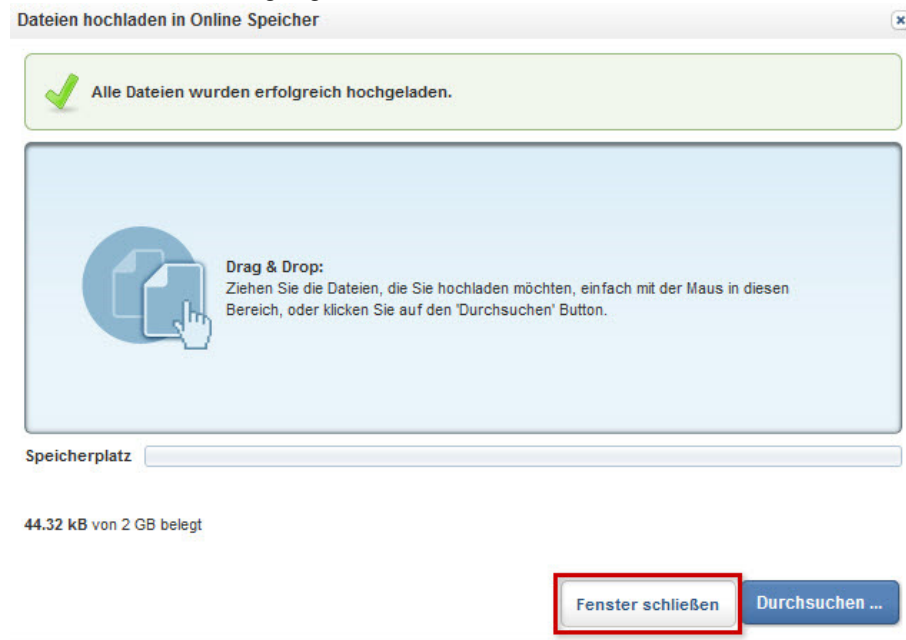 Dateien hochladen in Online Speicher
Alle Dateien wurden erfolgreich hochgeladen.
Drag & Drop:
Ziehen Sie die Dateien, die Sie hochladen möchten, einfach mit der Maus in diesen
Bereich, oder klicken Sie auf den 'Durchsuchen' Button.
Speicherplatz
44.32 kB von 2 GB belegt
Fenster schließen
Durchsuchen ...